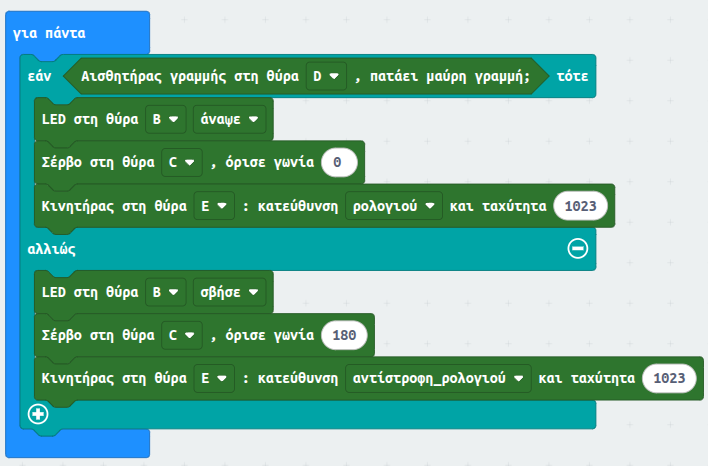 για πάντα
εάν Αισθητήρας γραμμής στη θύρα D , πατάει μαύρη γραμμή; τότε
LED στη θύρα B άναψε
Σέρβο στη θύρα C , όρισε γωνία 0
Κινητήρας στη θύρα E : κατεύθυνση ρολογιού και ταχύτητα 1023
αλλιώς
LED στη θύρα B σβήσε
Σέρβο στη θύρα C , όρισε γωνία 180
Κινητήρας στη θύρα E : κατεύθυνση αντίστροφη_ρολογιού και ταχύτητα 1023